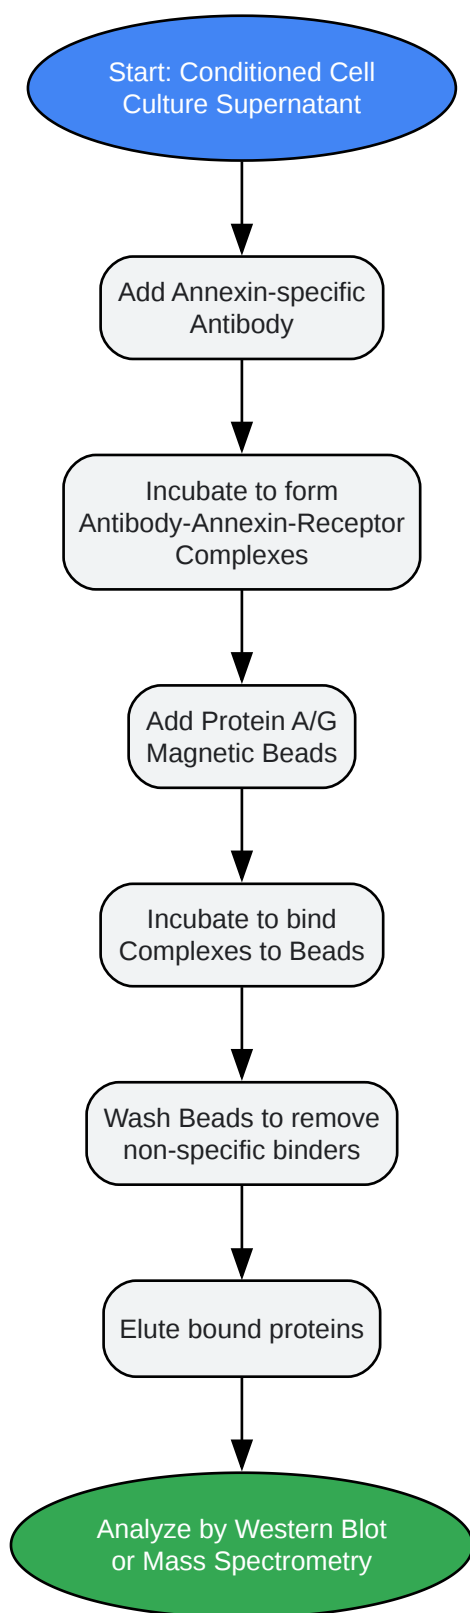 Start: Conditioned Cell
Culture Supernatant
Add Annexin-specific
Antibody
Incubate to form
Antibody-Annexin-Receptor
Complexes
Add Protein A/G
Magnetic Beads
Incubate to bind
Complexes to Beads
Wash Beads to remove
non-specific binders
Elute bound proteins
Analyze by Western Blot
or Mass Spectrometry